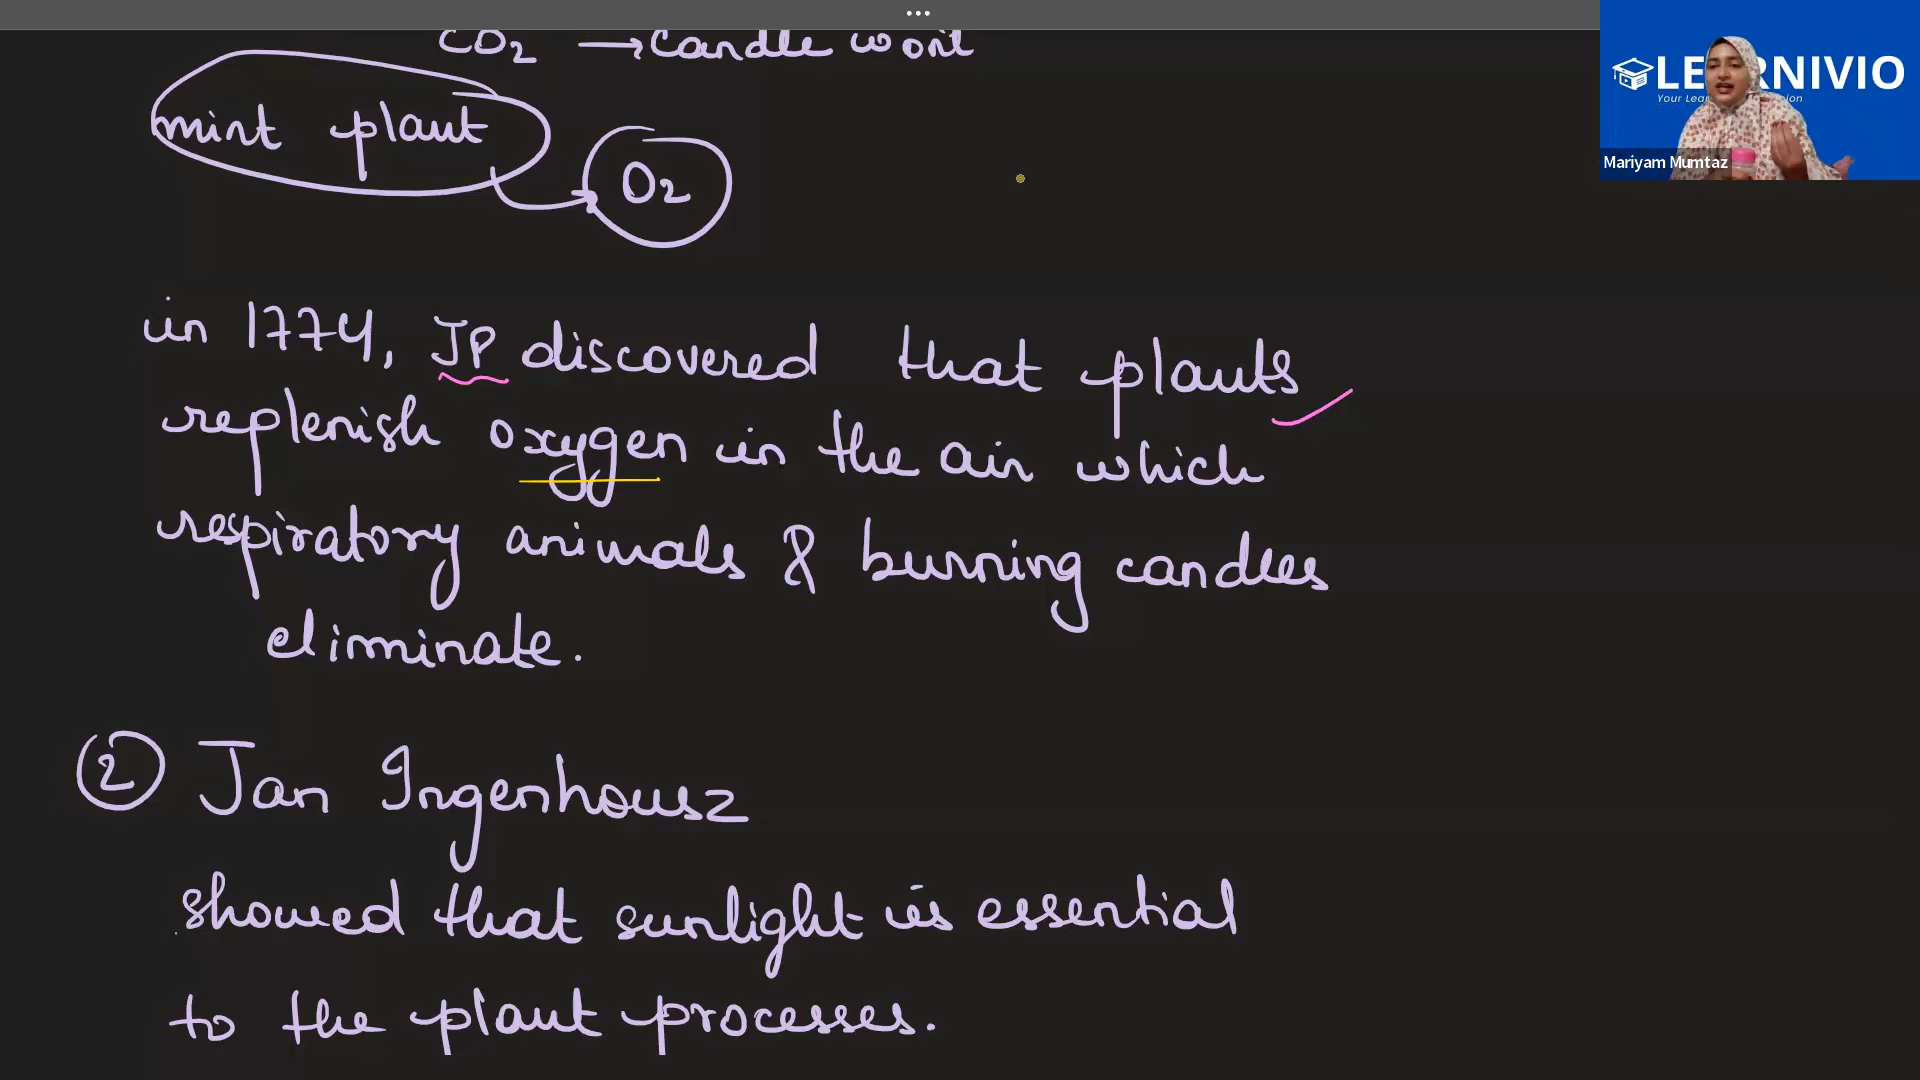 CO2 → Candle won't
mint plant
O2
in 1774, JP discovered that plants
replenish oxygen in the air which
respiratory animals & burning candles
eliminate.
2 Jan Ingenhousz
showed that sunlight is essential
to the plant processes.
LEARNIVIO
Mariyam Mumtaz